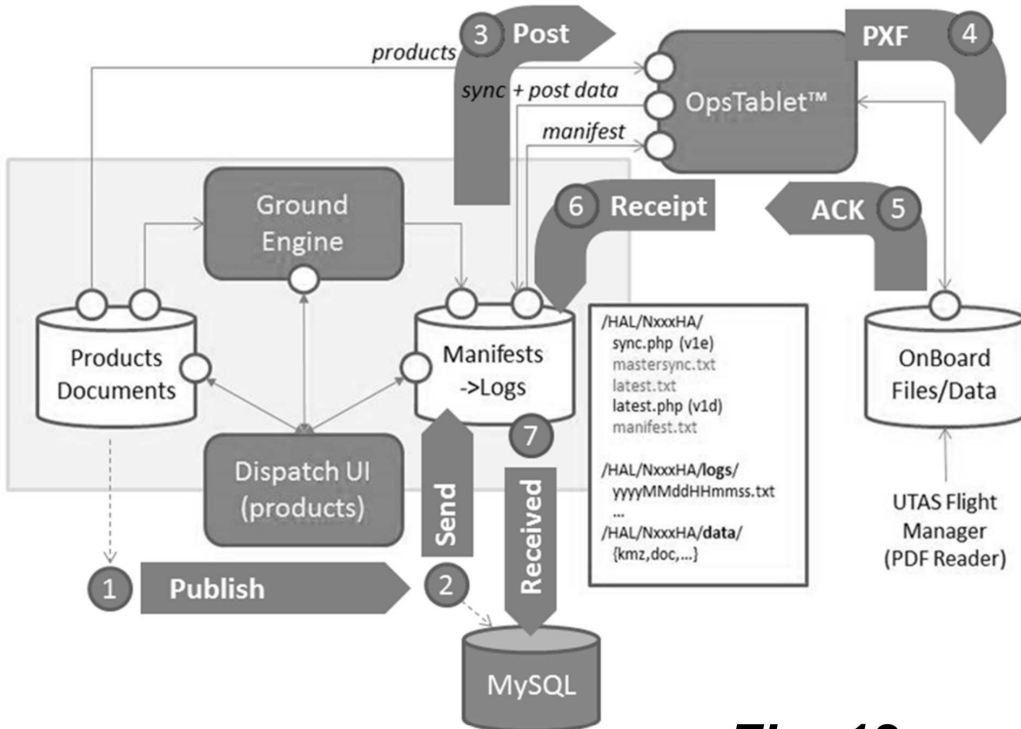 3 Post
PXF 4
products
sync + post data
OpsTablet™
manifest
Ground
Engine
6 Receipt
ACK 5
Products
Documents
Manifests
->Logs
OnBoard
Files/Data
/HAL/NxxxHA/
sync.php (v1e)
mastersync.txt
latest.txt
latest.php (v1d)
manifest.txt
/HAL/NxxxHA/logs/
yyyyMMddHHmmss.txt
...
/HAL/NxxxHA/data/
{kmz,doc,...}
7
Dispatch UI
(products)
Send
Received
UTAS Flight
Manager
(PDF Reader)
1 Publish
2
MySQL